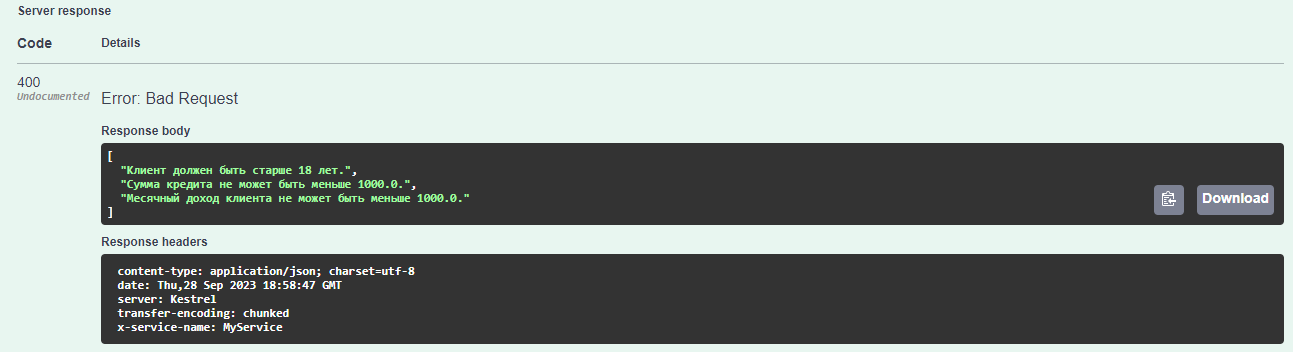 Server response
Code Details
400
Undocumented
Error: Bad Request
Response body
[
"Клиент должен быть старше 18 лет.",
"Сумма кредита не может быть меньше 1000.0.",
"Месячный доход клиента не может быть меньше 1000.0."
]
Download
Response headers
content-type: application/json; charset=utf-8
date: Thu,28 Sep 2023 18:58:47 GMT
server: Kestrel
transfer-encoding: chunked
x-service-name: MyService